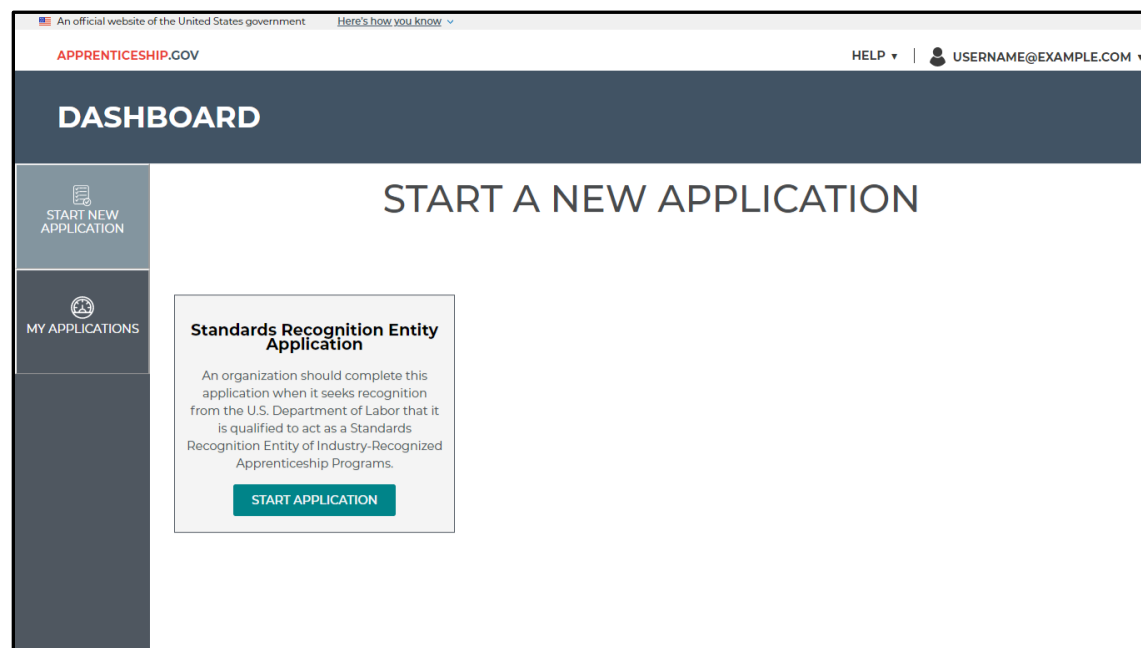 An official website of the United States government Here's how you know
APPRENTICESHIP.GOV
HELP
USERNAME@EXAMPLE.COM
DASHBOARD
START NEW
APPLICATION
MY APPLICATIONS
START A NEW APPLICATION
Standards Recognition Entity
Application
An organization should complete this
application when it seeks recognition
from the U.S. Department of Labor that it
is qualified to act as a Standards
Recognition Entity of Industry-Recognized
Apprenticeship Programs.
START APPLICATION